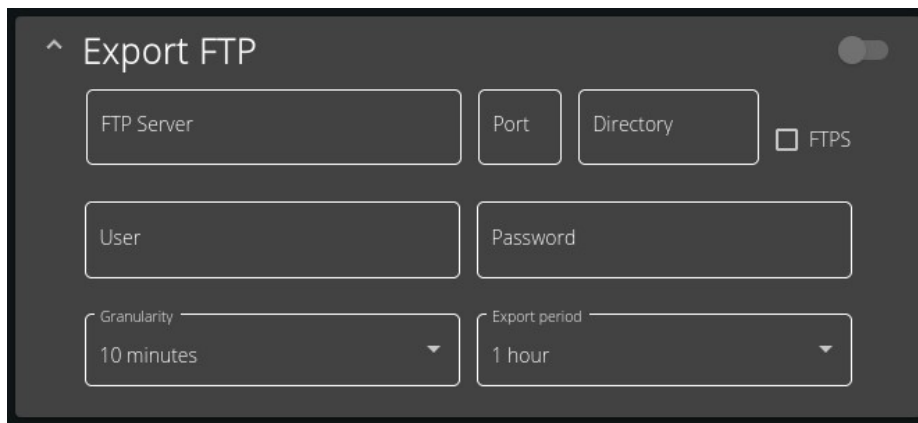 Export FTP
FTP Server
Port
Directory
FTPS
User
Password
Granularity
10 minutes
Export period
1 hour